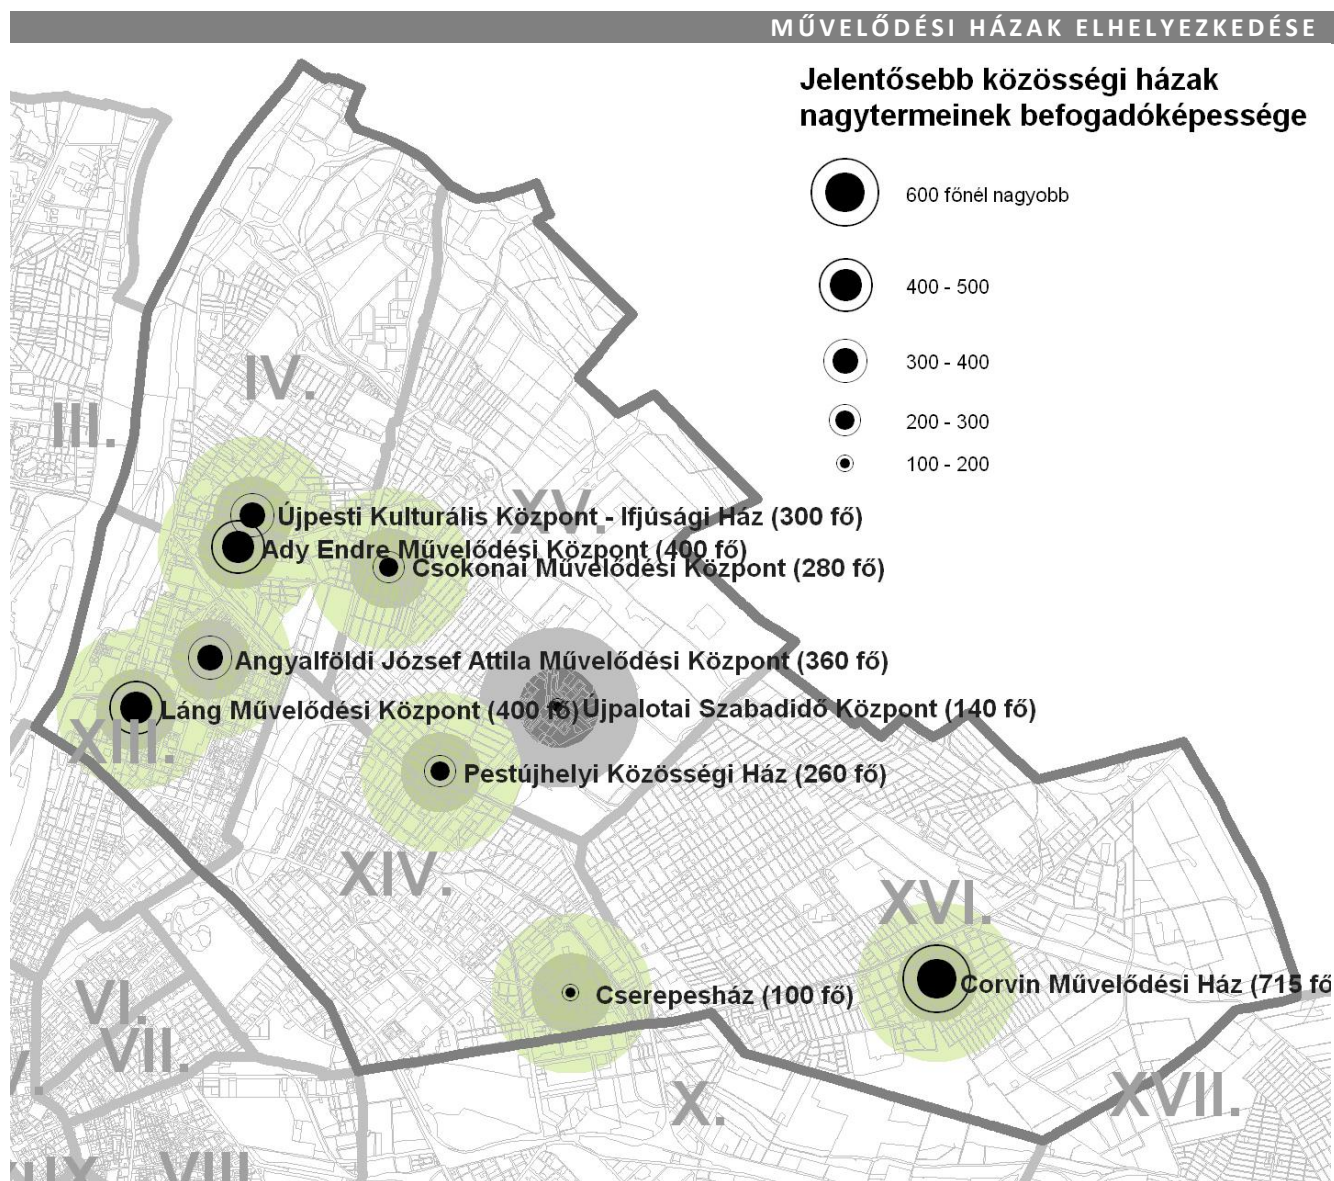 MŰVELŐDÉSI HÁZAK ELHELYEZKEDÉSE
Jelentősebb közösségi házak
nagytermeinek befogadóképessége
600 főnél nagyobb
400 - 500
300 - 400
200 - 300
100 - 200
IV.
III.
XV.
Újpesti Kulturális Központ - Ifjúsági Ház (300 fő)
Ady Endre Művelődési Központ (400 fő)
Csokonai Művelődési Központ (280 fő)
Angyalföldi József Attila Művelődési Központ (360 fő)
Láng Művelődési Központ (400 fő)
Újpalotai Szabadidő Központ (140 fő)
XIII.
Pestújhelyi Közösségi Ház (260 fő)
XIV.
XVI.
Corvin Művelődési Ház (715 fő
Cserepesház (100 fő)
VI.
VII.
V.
X.
XVII.
IX
VIII.